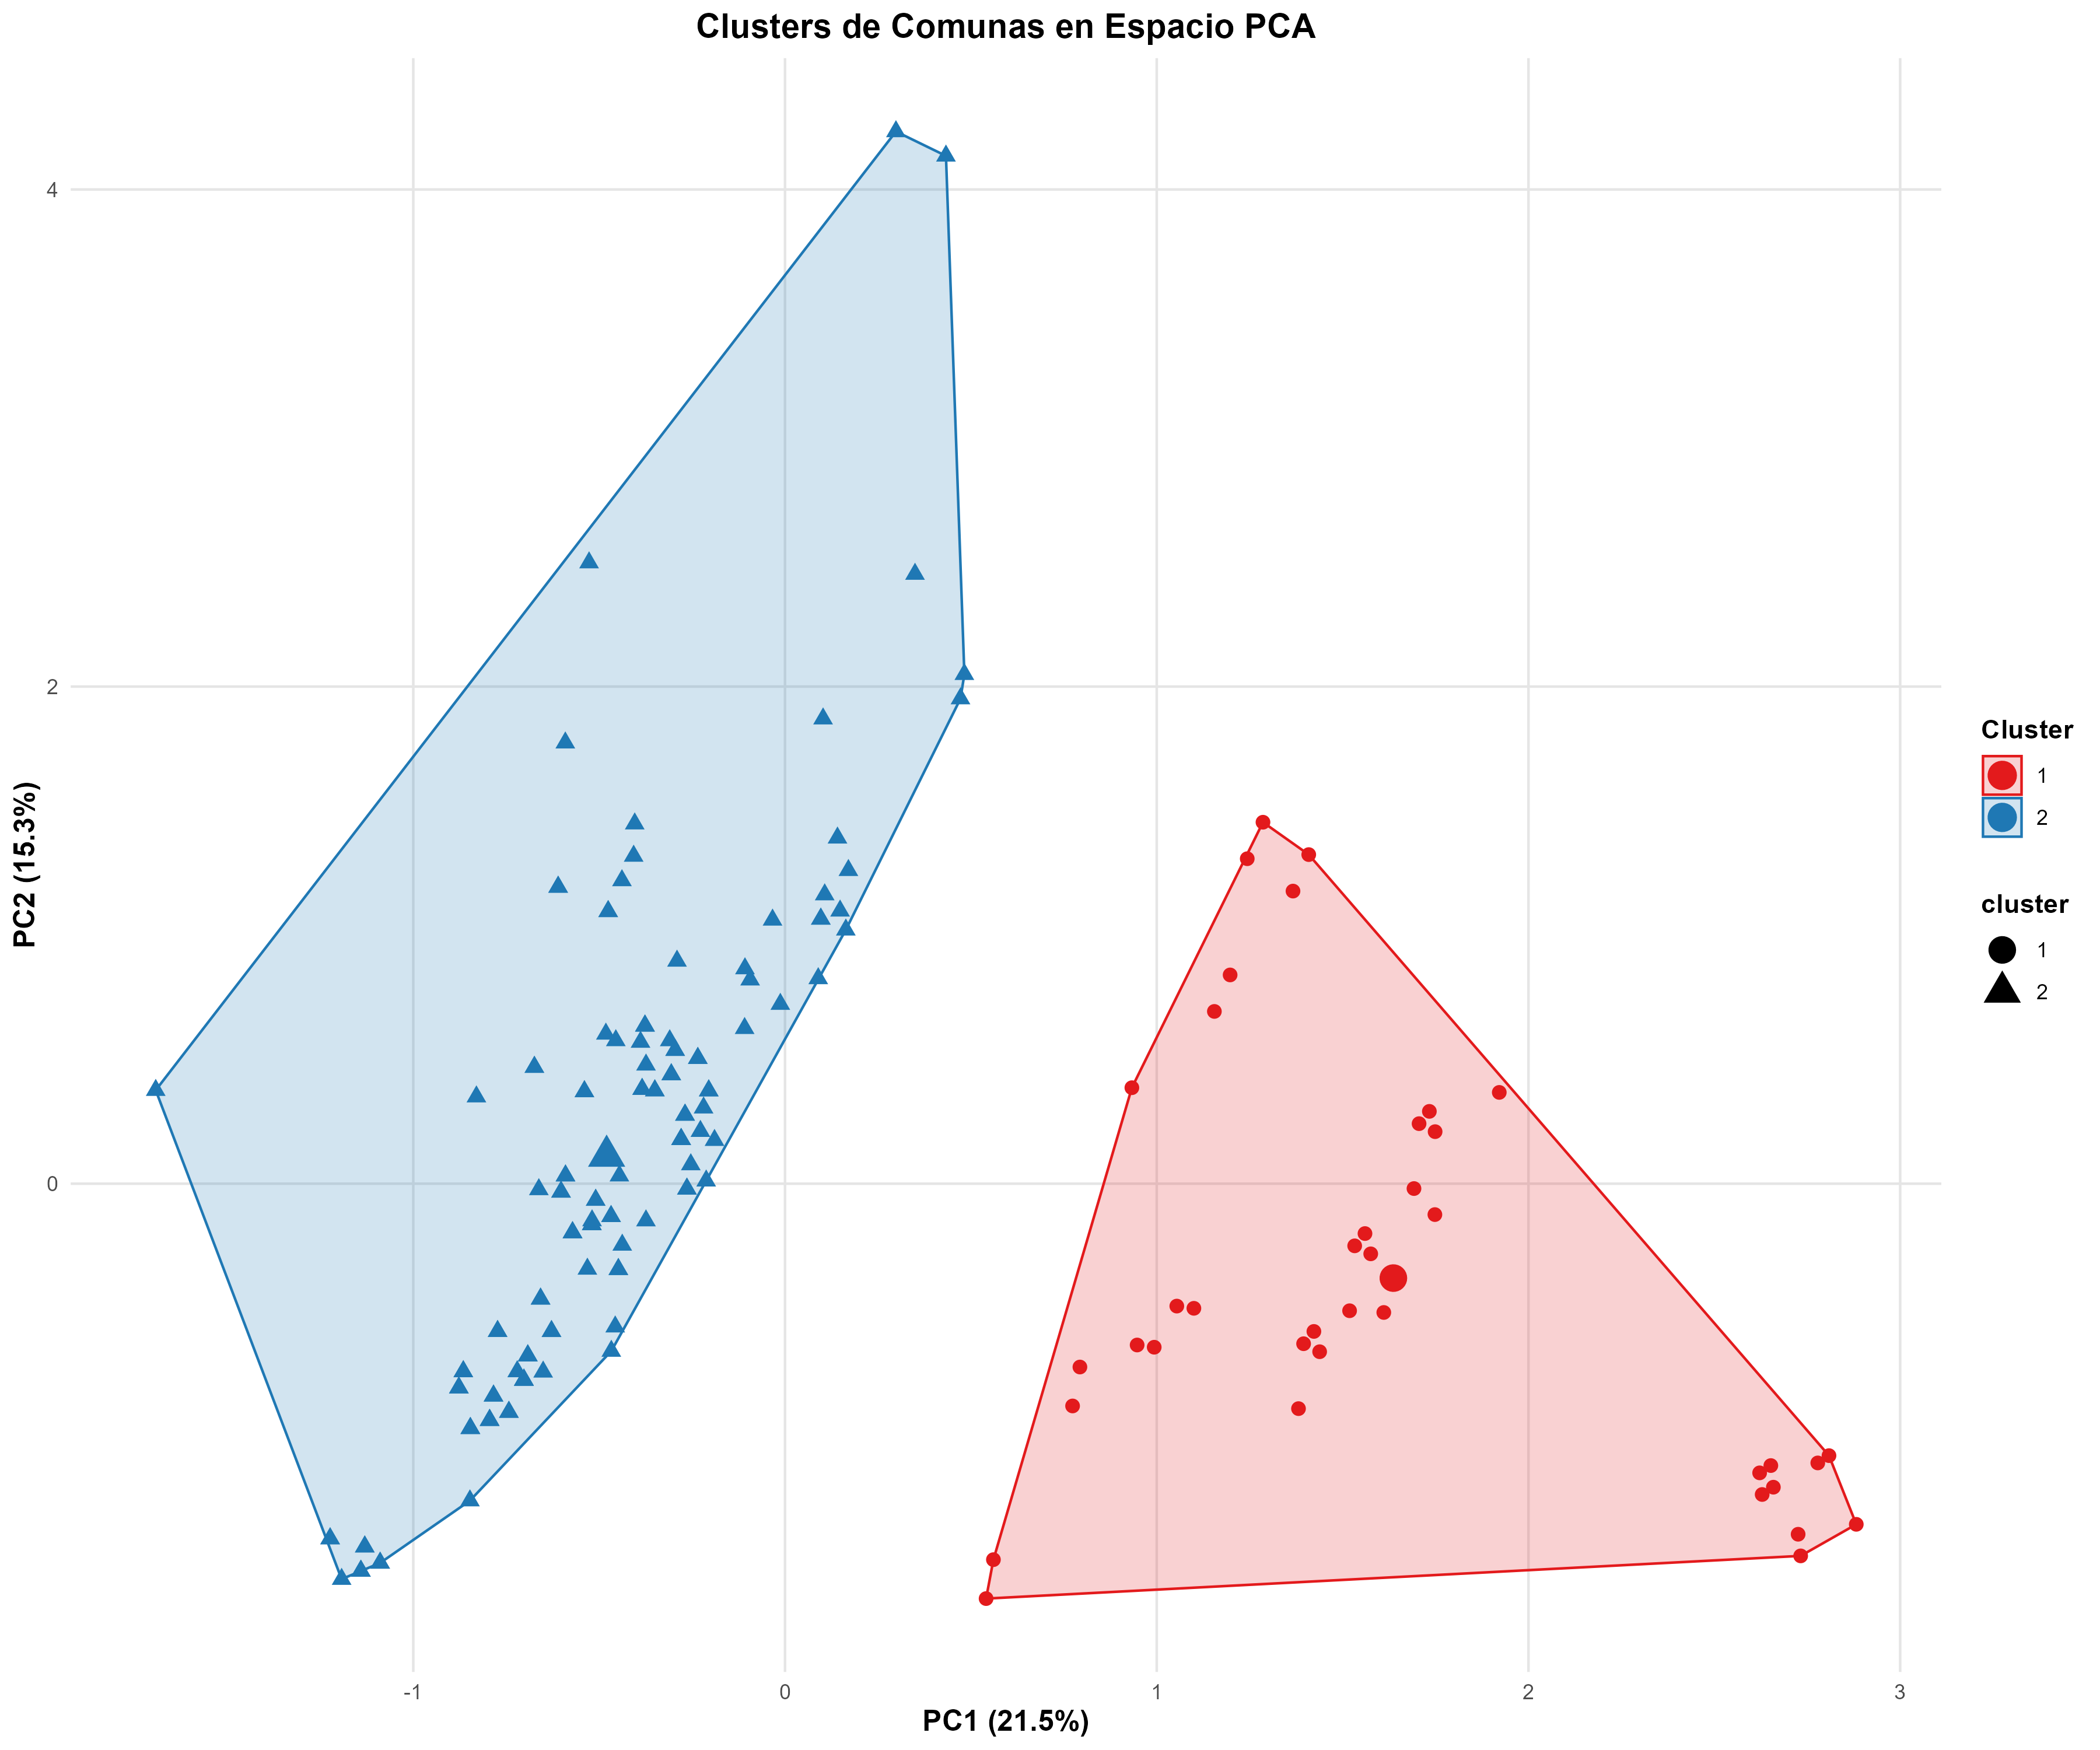 Clusters de Comunas en Espacio PCA
4
2
0
PC2 (15.3%)
-1
0
1
2
3
PC1 (21.5%)
Cluster
1
2
cluster
1
2